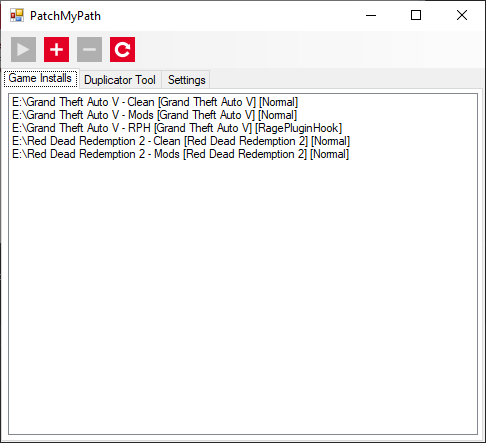 PatchMyPath
Game Installs Duplicator Tool Settings
E:\Grand Theft Auto V - Clean [Grand Theft Auto V] [Normal]
E:\Grand Theft Auto V - Mods [Grand Theft Auto V] [Normal]
E:\Grand Theft Auto V - RPH [Grand Theft Auto V] [RagePluginHook]
E:\Red Dead Redemption 2 - Clean [Red Dead Redemption 2] [Normal]
E:\Red Dead Redemption 2 - Mods [Red Dead Redemption 2] [Normal]